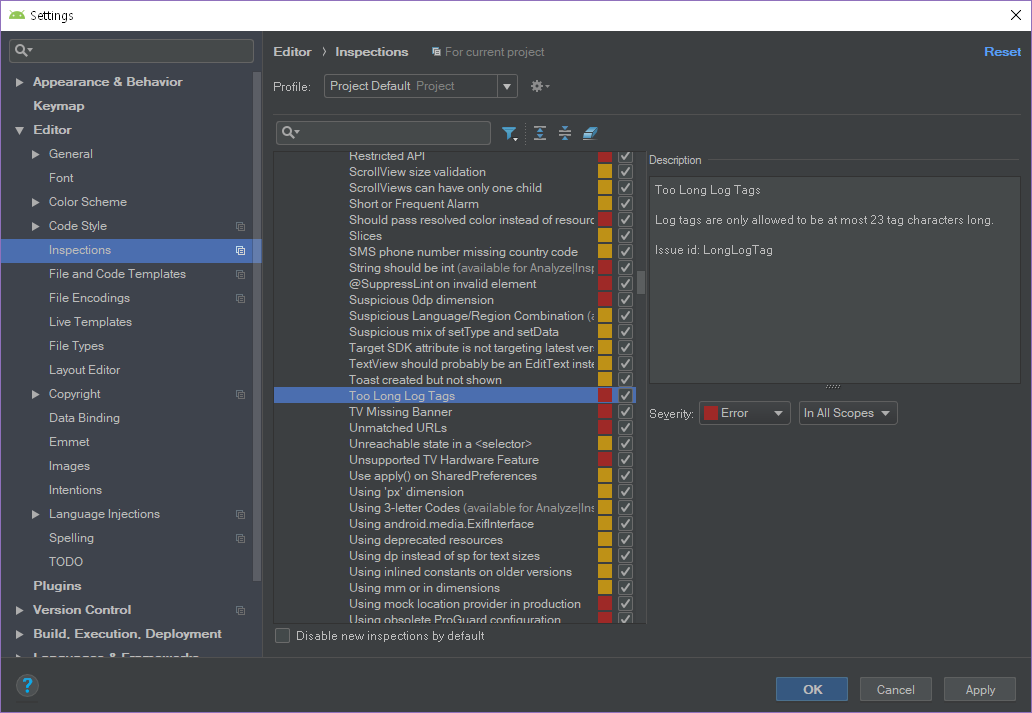 Settings
Appearance & Behavior
Keymap
Editor
General
Font
Color Scheme
Code Style
Inspections
File and Code Templates
File Encodings
Live Templates
File Types
Layout Editor
Copyright
Data Binding
Emmet
Images
Intentions
Language Injections
Spelling
TODO
Plugins
Version Control
Build, Execution, Deployment
Languages & Frameworks
Editor › Inspections For current project Reset
Profile: Project Default Project
Restricted API
ScrollView size validation
ScrollViews can have only one child
Short or Frequent Alarm
Should pass resolved color instead of resourc
Slices
SMS phone number missing country code
String should be int (available for Analyze|Insp
@SuppressLint on invalid element
Suspicious 0dp dimension
Suspicious Language/Region Combination (a
Suspicious mix of setType and setData
Target SDK attribute is not targeting latest vers
TextView should probably be an EditText inste
Toast created but not shown
Too Long Log Tags
TV Missing Banner
Unmatched URLs
Unreachable state in a <selector>
Unsupported TV Hardware Feature
Use apply() on SharedPreferences
Using 'px' dimension
Using 3-letter Codes (available for Analyze|Ins
Using android.media.ExifInterface
Using deprecated resources
Using dp instead of sp for text sizes
Using inlined constants on older versions
Using mm or in dimensions
Using mock location provider in production
Using obsolete ProGuard configuration
Disable new inspections by default
Description
Too Long Log Tags
Log tags are only allowed to be at most 23 tag characters long.
Issue id: LongLogTag
Severity: Error In All Scopes
?
OK Cancel Apply